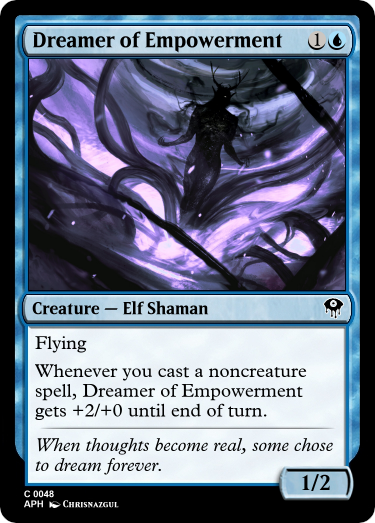 Dreamer of Empowerment 1
Creature — Elf Shaman
Flying
Whenever you cast a noncreature
spell, Dreamer of Empowerment
gets +2/+0 until end of turn.
When thoughts become real, some chose
to dream forever.
1/2
C 0048
APH Chrisnazgul